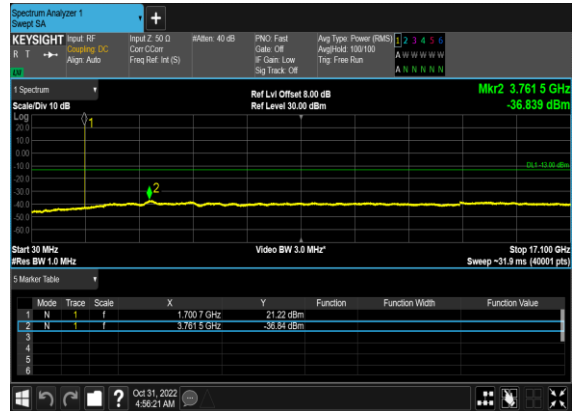 Spectrum Analyzer 1
Swept SA
+
KEYSIGHT Input: RF Input Z: 50 Ω #Atten: 40 dB PNO: Fast Avg Type: Power (RMS) 1 2 3 4 5 6
R T Coupling: DC Corr CCorr Gate: Off Avg|Hold: 100/100 A W W W W W
Align: Auto Freq Ref: Int (S) IF Gain: Low Trig: Free Run
Sig Track: Off A N N N N N
1 Spectrum Ref Lvl Offset 8.00 dB Mkr2 3.761 5 GHz
Scale/Div 10 dB Ref Level 30.00 dBm -36.839 dBm
Log
20.0
10.0
0.00
-10.0
-20.0
-30.0
-40.0
-50.0
-60.0
1
2
DL1 -13.00 dBm
Start 30 MHz Video BW 3.0 MHz* Stop 17.100 GHz
#Res BW 1.0 MHz Sweep ~31.9 ms (40001 pts)
5 Marker Table
Mode Trace Scale X Y Function Function Width Function Value
1 N 1 f 1.700 7 GHz 21.22 dBm
2 N 1 f 3.761 5 GHz -36.84 dBm
3
4
5
6
? Oct 31, 2022
4:56:21 AM